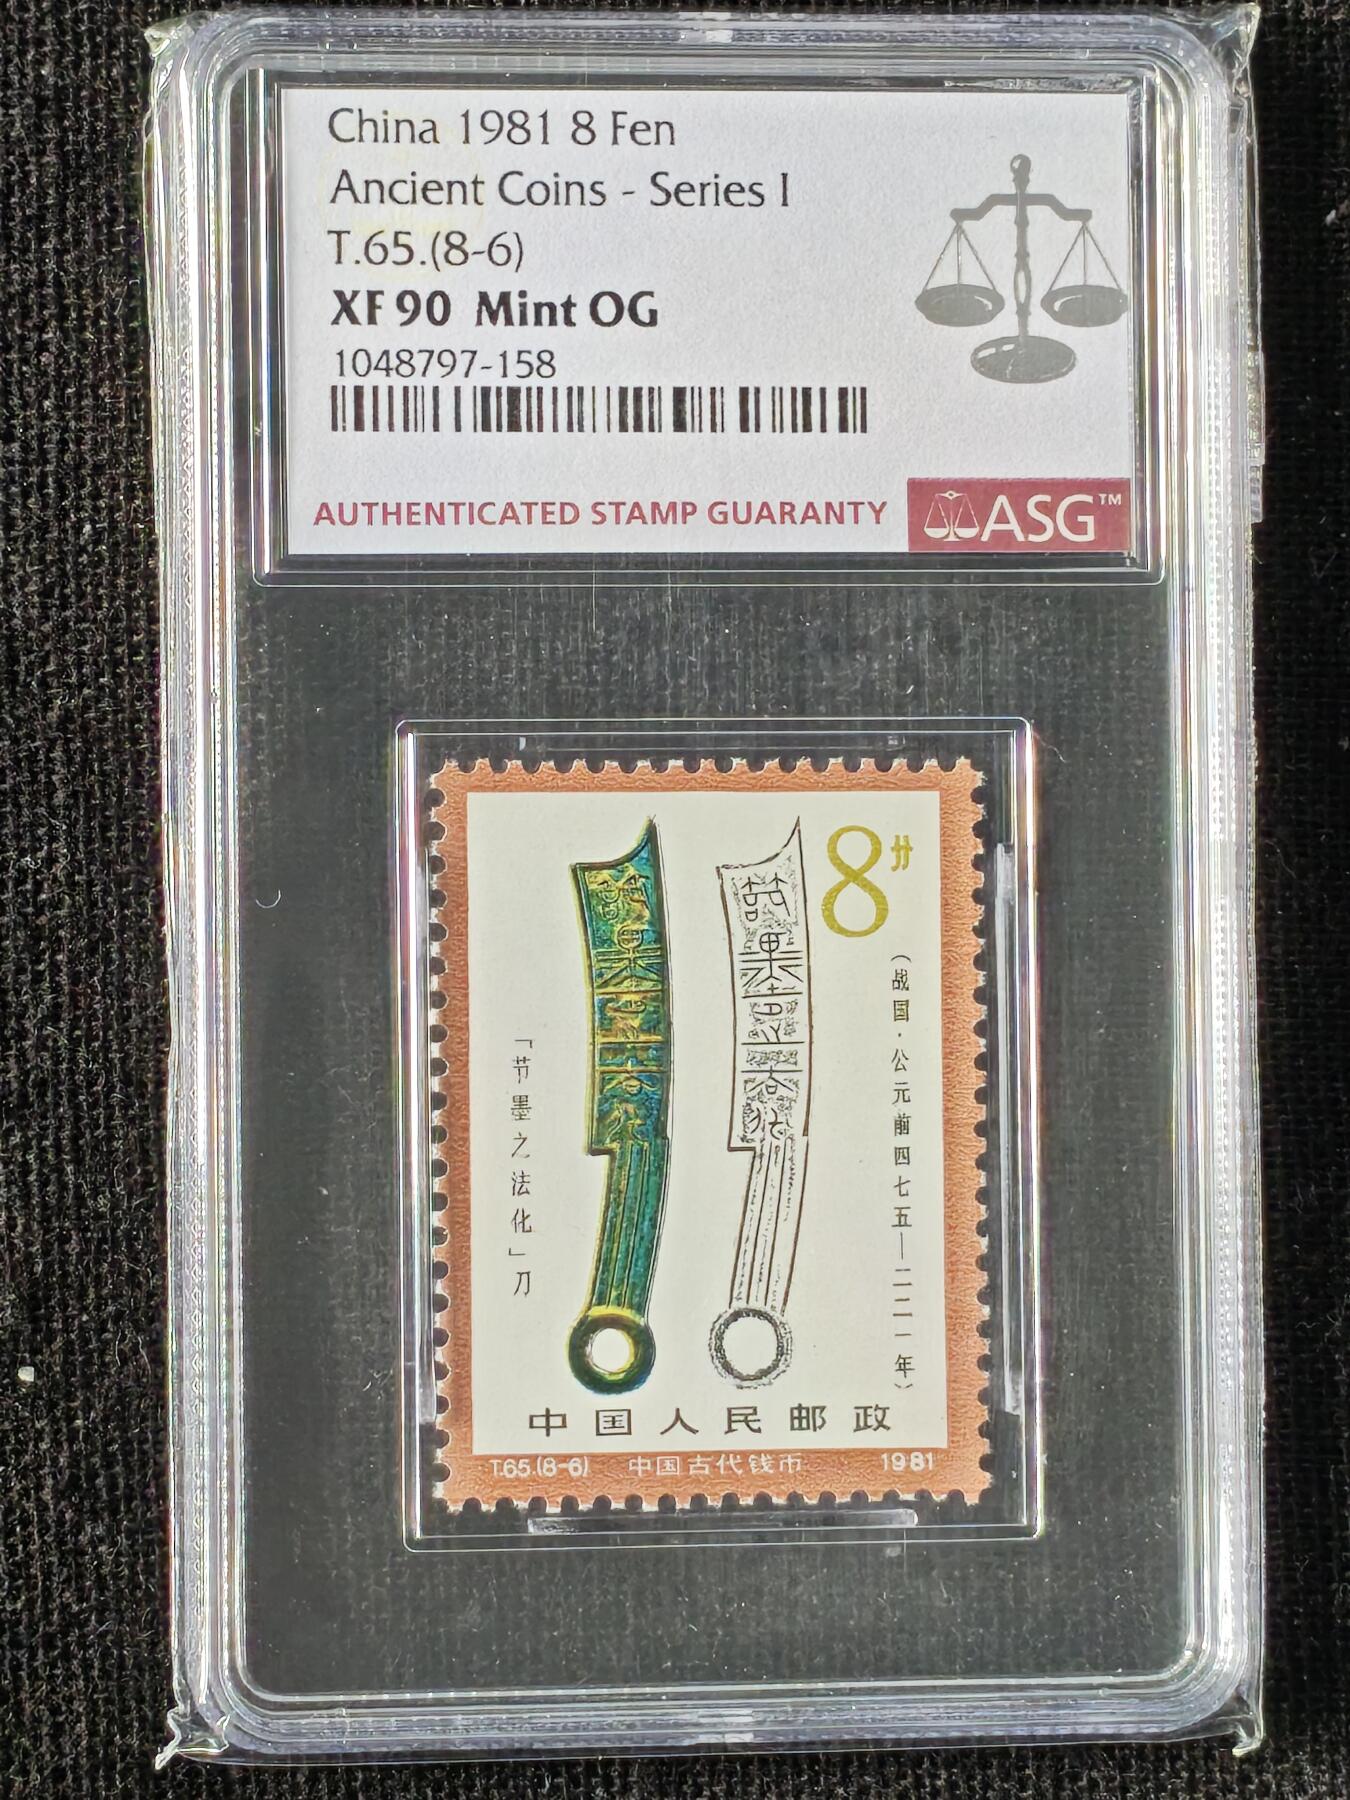 China 1981 8 Fen
Ancient Coins - Series I
T.65.(8-6)
XF 90 Mint OG
1048797-158
AUTHENTICATED STAMP GUARANTY
ASG™
8分
(战国·公元前四七五—二二一年)
「节墨之法化」刀
中国人民邮政
T.65.(8-6) 中国古代钱币 1981